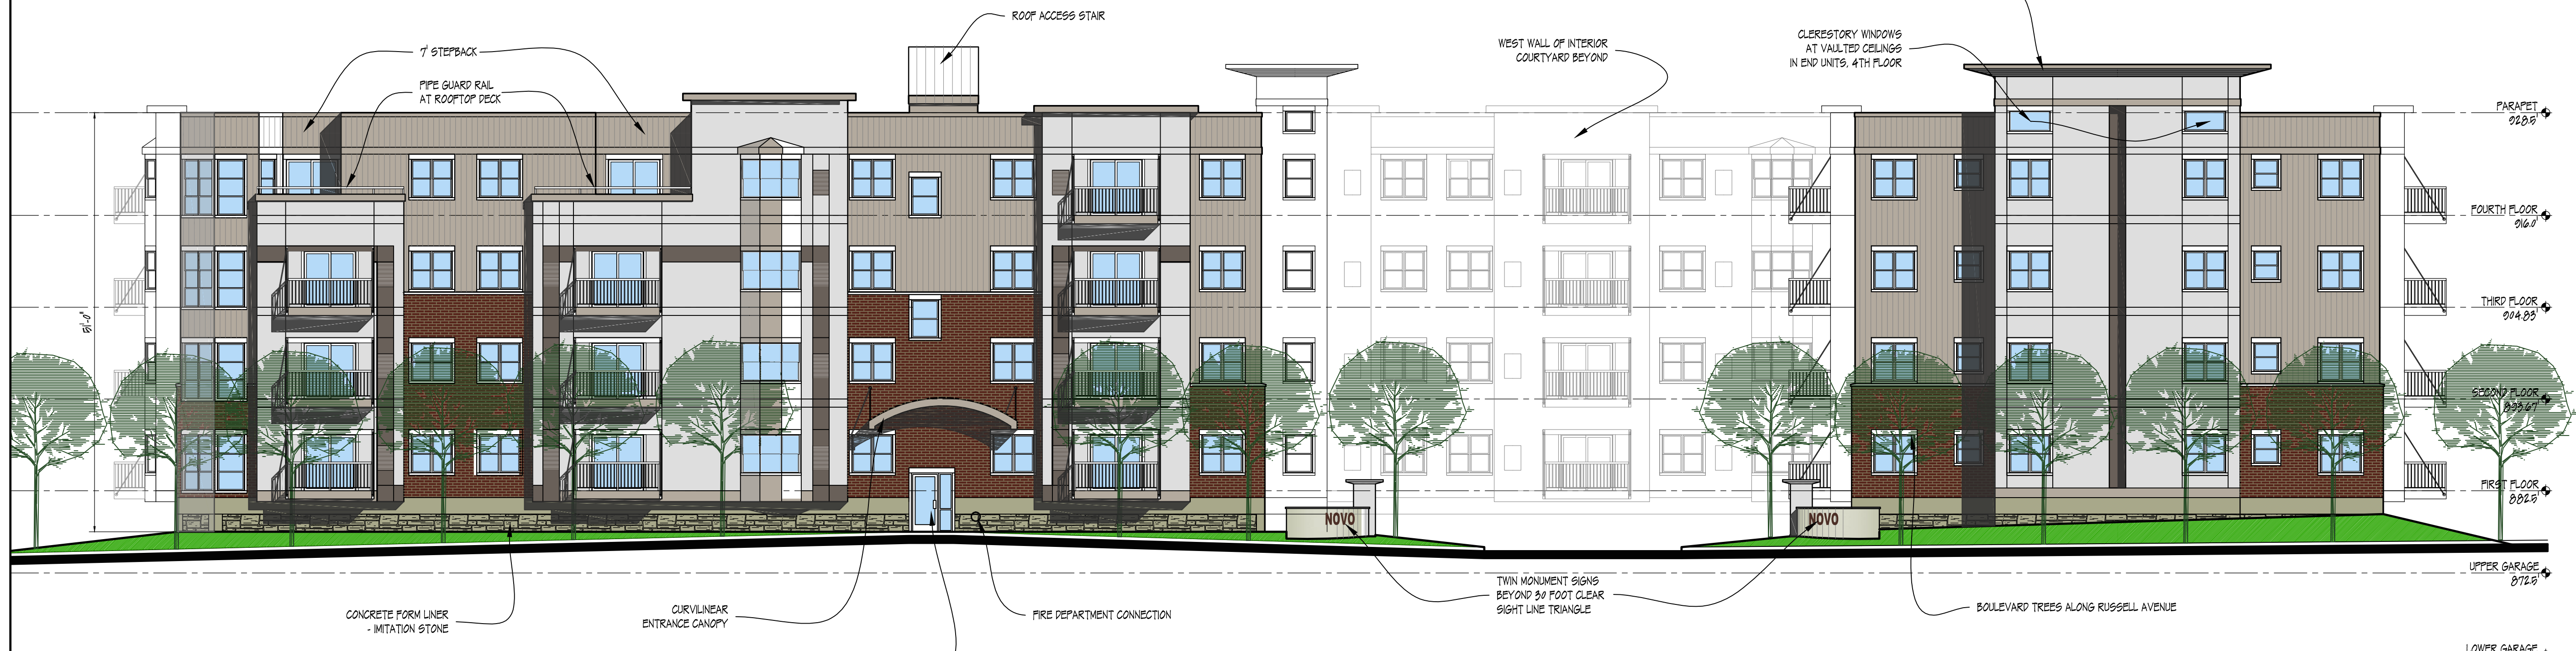 ROOF ACCESS STAIR
7' STEPBACK
PIPE GUARD RAIL
AT ROOFTOP DECK
WEST WALL OF INTERIOR
COURTYARD BEYOND
CLERESTORY WINDOWS
AT VAULTED CEILINGS
IN END UNITS, 4TH FLOOR
PARAPET
928.5'
FOURTH FLOOR
916.0'
THIRD FLOOR
904.83'
SECOND FLOOR
893.67'
FIRST FLOOR
882.5'
UPPER GARAGE
872.5'
LOWER GARAGE
51'-0"
NOVO
NOVO
CONCRETE FORM LINER
- IMITATION STONE
CURVILINEAR
ENTRANCE CANOPY
FIRE DEPARTMENT CONNECTION
TWIN MONUMENT SIGNS
BEYOND 30 FOOT CLEAR
SIGHT LINE TRIANGLE
BOULEVARD TREES ALONG RUSSELL AVENUE